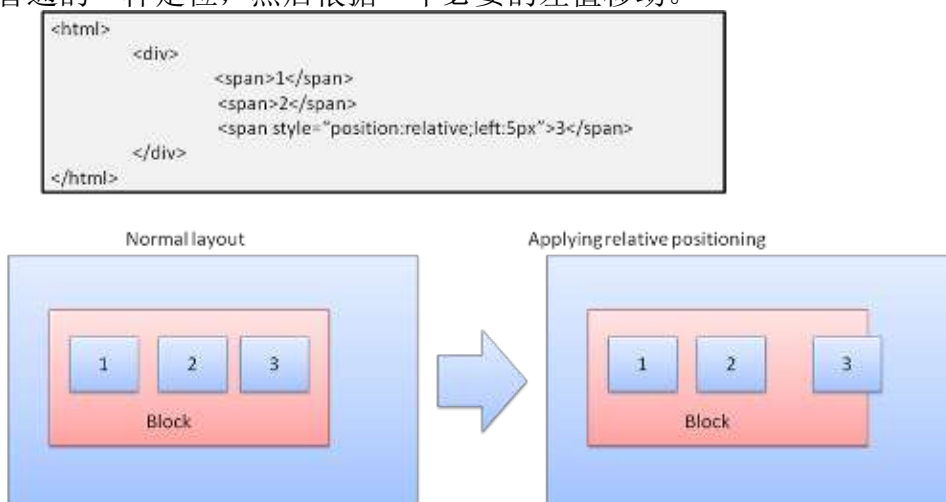 <html>
<div>
<span>1</span>
<span>2</span>
<span style="position:relative;left:5px">3</span>
</div>
</html>
Normal layout Applying relative positioning
1 2 3 1 2 3
Block Block